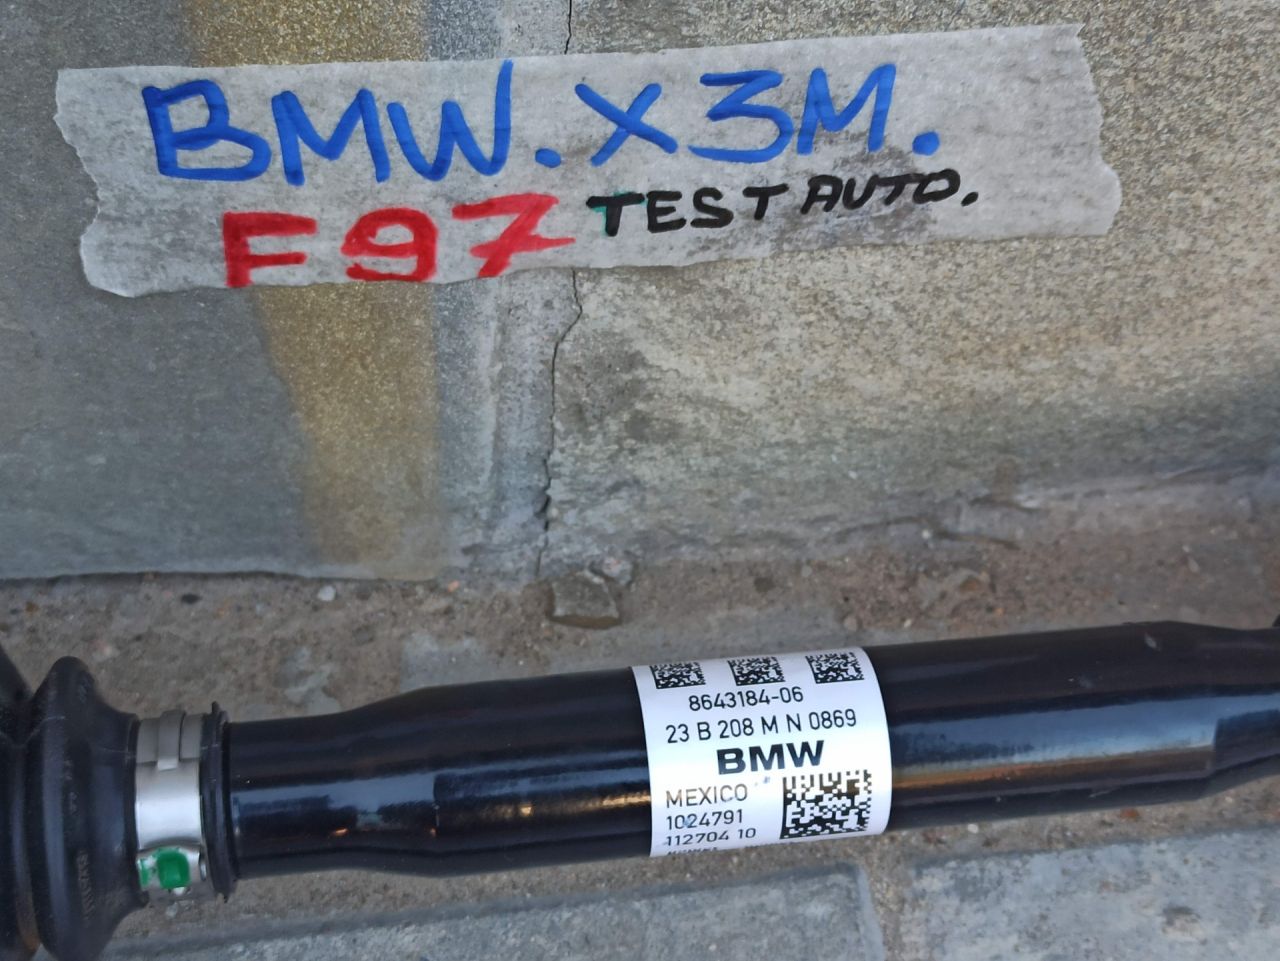 BMW. X3M.
F97 TEST AUTO.
8643184-06
23 B 208 M N 0869
BMW
MEXICO
1024791
112704 10